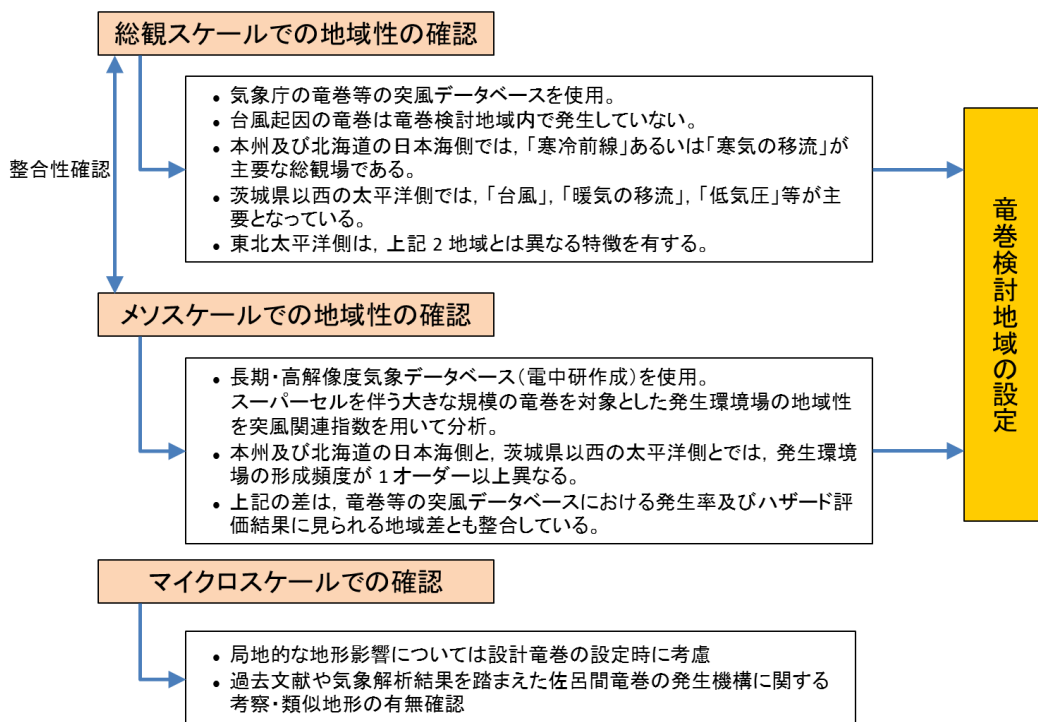 総観スケールでの地域性の確認
• 気象庁の竜巻等の突風データベースを使用。
• 台風起因の竜巻は竜巻検討地域内で発生していない。
• 本州及び北海道の日本海側では,「寒冷前線」あるいは「寒気の移流」が
主要な総観場である。
• 茨城県以西の太平洋側では,「台風」,「暖気の移流」,「低気圧」等が主
要となっている。
• 東北太平洋側は, 上記 2 地域とは異なる特徴を有する。
整合性確認
メソスケールでの地域性の確認
• 長期・高解像度気象データベース(電中研作成)を使用。
スーパーセルを伴う大きな規模の竜巻を対象とした発生環境場の地域性
を突風関連指数を用いて分析。
• 本州及び北海道の日本海側と, 茨城県以西の太平洋側とでは, 発生環境
場の形成頻度が 1 オーダー以上異なる。
• 上記の差は, 竜巻等の突風データベースにおける発生率及びハザード評
価結果に見られる地域差とも整合している。
マイクロスケールでの確認
• 局地的な地形影響については設計竜巻の設定時に考慮
• 過去文献や気象解析結果を踏まえた佐呂間竜巻の発生機構に関する
考察・類似地形の有無確認
竜巻検討地域の設定